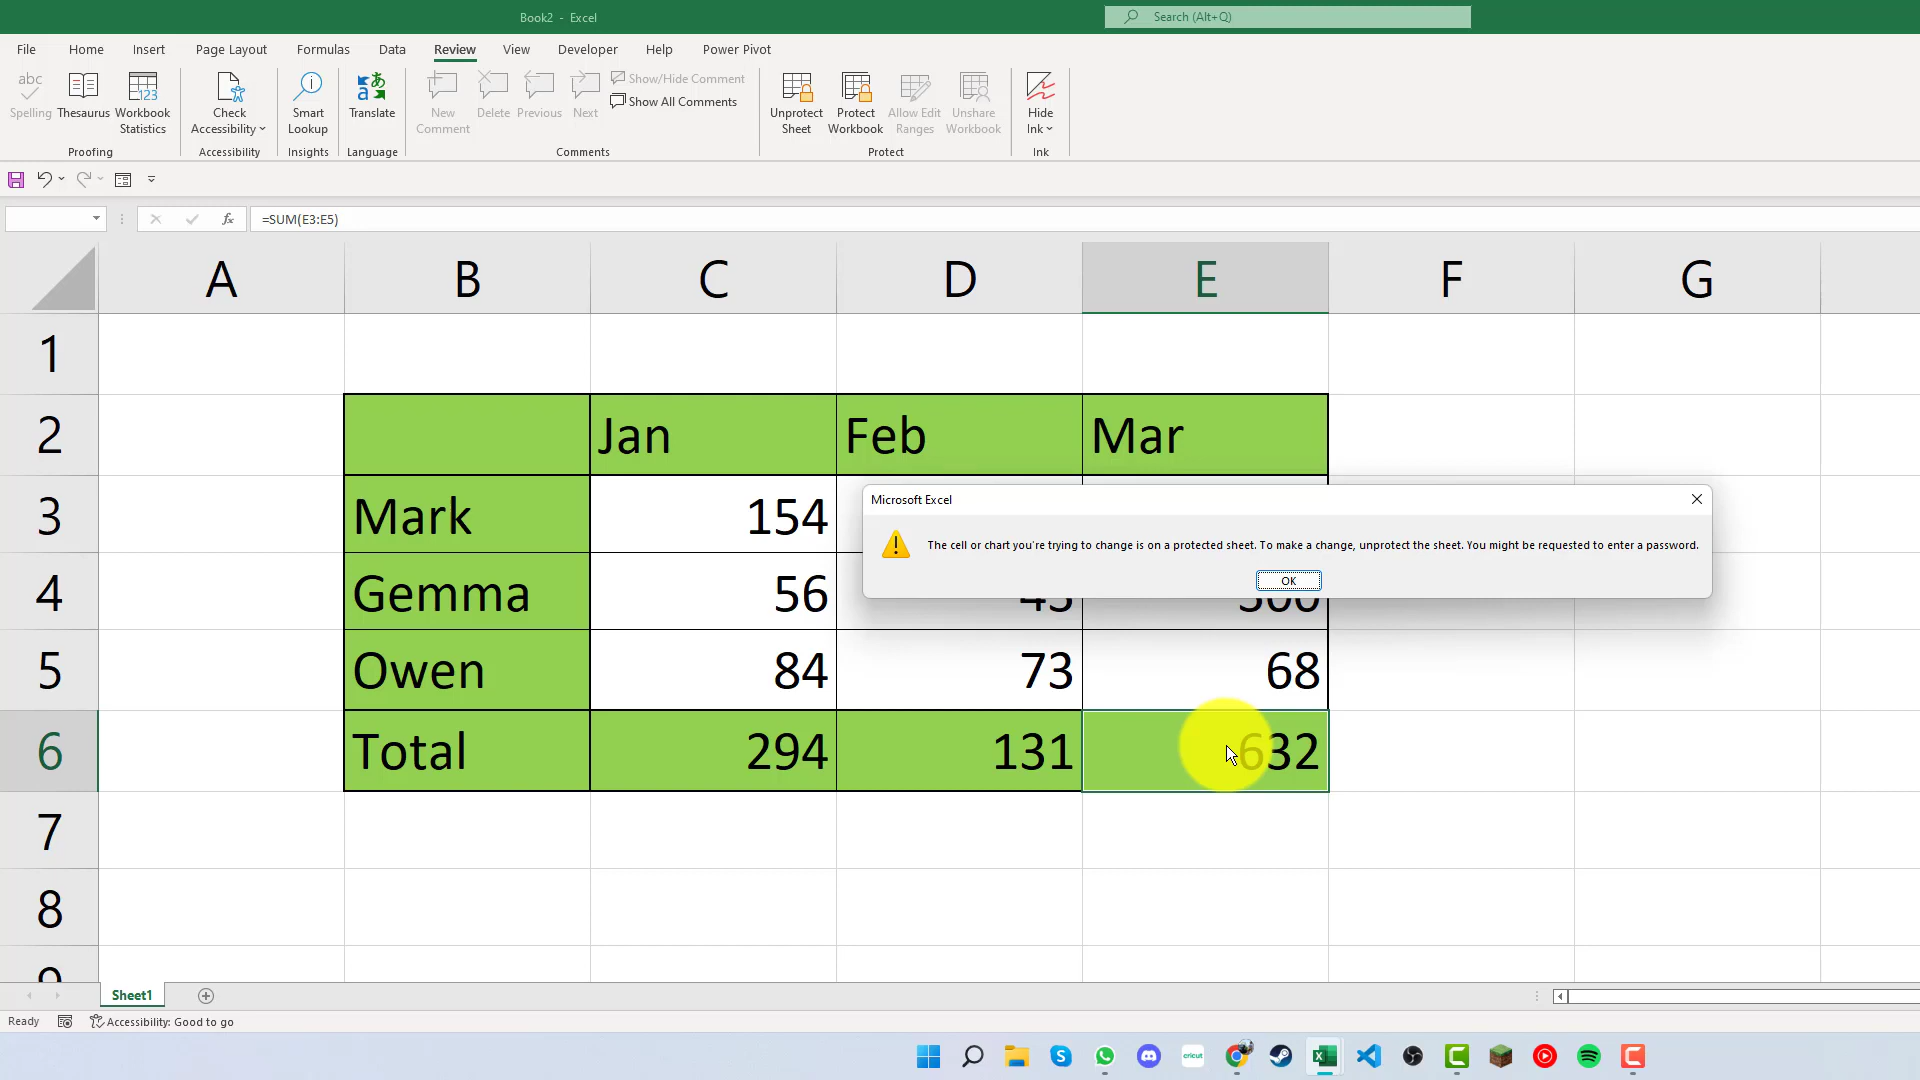 Book2 - Excel
Search (Alt+Q)
File Home Insert Page Layout Formulas Data Review View Developer Help Power Pivot
abc
Spelling
Thesaurus
123
Workbook
Statistics
Proofing
Check
Accessibility
Accessibility
Smart
Lookup
Insights
Translate
Language
New
Comment
Delete
Previous
Next
Show/Hide Comment
Show All Comments
Comments
Unprotect
Sheet
Protect
Workbook
Allow Edit
Ranges
Unshare
Workbook
Protect
Hide
Ink
Ink
fx =SUM(E3:E5)
A B C D E F G
1
2 Jan Feb Mar
3 Mark 154
Microsoft Excel
The cell or chart you're trying to change is on a protected sheet. To make a change, unprotect the sheet. You might be requested to enter a password.
OK
4 Gemma 56
5 Owen 84 73 68
6 Total 294 131 632
7
8
9
Sheet1
Ready Accessibility: Good to go
cricut